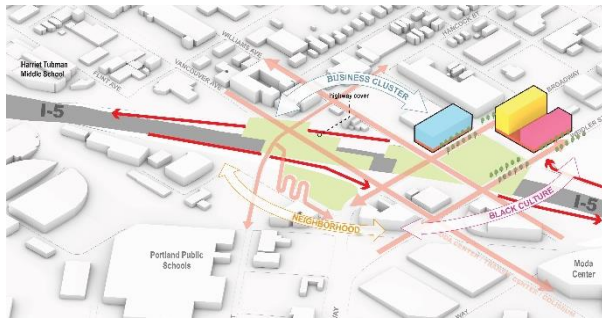 WILLIAMS AVE
HANCOCK
Harriet Tubman
Middle School
FLINT AVE
VANCOUVER AVE
BUSINESS CLUSTER
highway cover
BROADWAY
I-5
NEIGHBORHOOD
BLACK CULTURE
I-5
Portland Public
Schools
Moda
Center